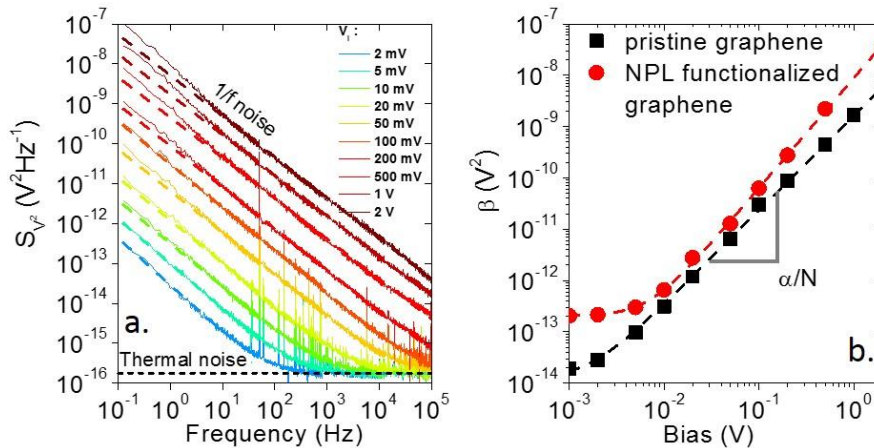 10⁻⁷
10⁻⁸
10⁻⁹
10⁻¹⁰
10⁻¹¹
10⁻¹²
10⁻¹³
10⁻¹⁴
10⁻¹⁵
10⁻¹⁶
S_V² (V²Hz⁻¹)
V_I :
2 mV
5 mV
10 mV
20 mV
50 mV
100 mV
200 mV
500 mV
1 V
2 V
1/f noise
a.
Thermal noise
10⁻¹ 10⁰ 10¹ 10² 10³ 10⁴ 10⁵
Frequency (Hz)
10⁻⁷
10⁻⁸
10⁻⁹
10⁻¹⁰
10⁻¹¹
10⁻¹²
10⁻¹³
10⁻¹⁴
β (V²)
pristine graphene
NPL functionalized
graphene
α/N
b.
10⁻³ 10⁻² 10⁻¹ 10⁰
Bias (V)